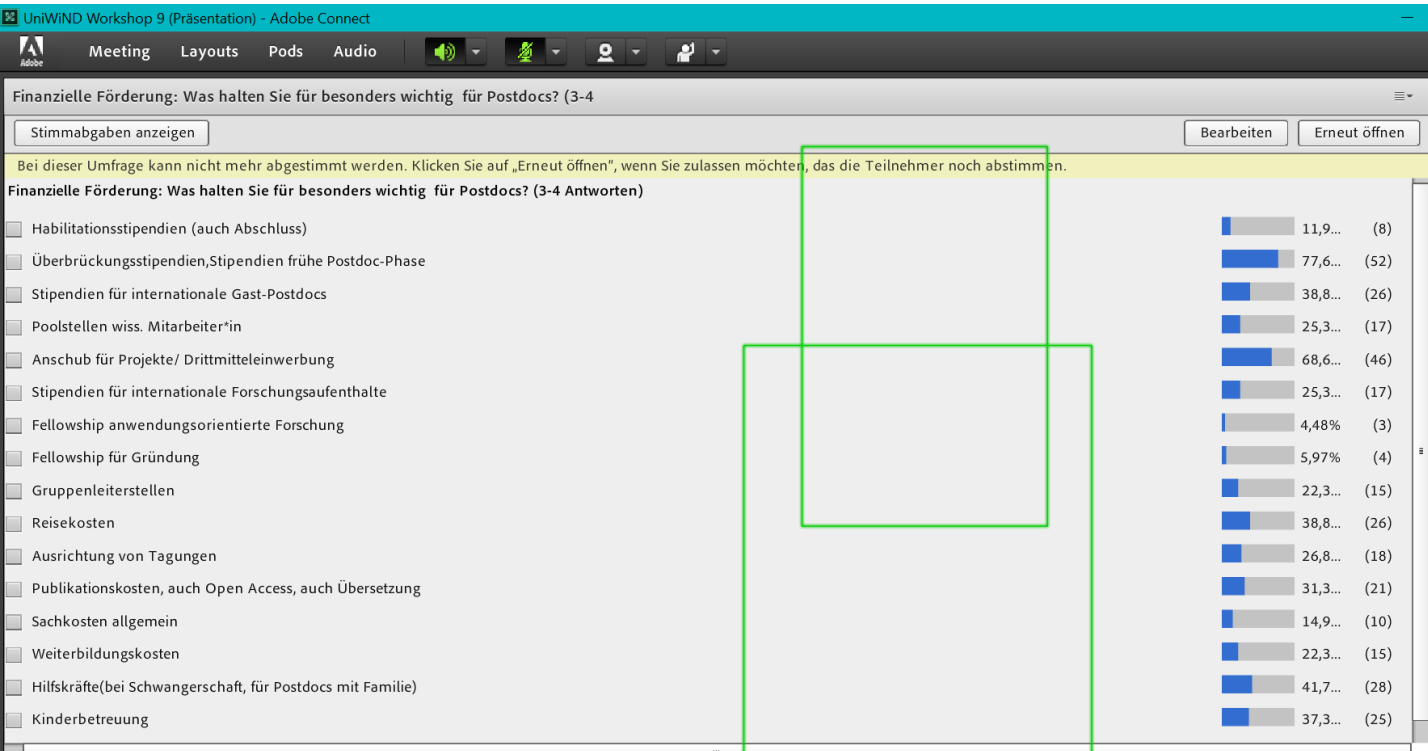 UniWiND Workshop 9 (Präsentation) - Adobe Connect
Adobe Meeting Layouts Pods Audio
Finanzielle Förderung: Was halten Sie für besonders wichtig für Postdocs? (3-4
Stimmabgaben anzeigen Bearbeiten Erneut öffnen
Bei dieser Umfrage kann nicht mehr abgestimmt werden. Klicken Sie auf „Erneut öffnen“, wenn Sie zulassen möchten, das die Teilnehmer noch abstimmen.
Finanzielle Förderung: Was halten Sie für besonders wichtig für Postdocs? (3-4 Antworten)
Habilitationsstipendien (auch Abschluss) 11,9... (8)
Überbrückungsstipendien,Stipendien frühe Postdoc-Phase 77,6... (52)
Stipendien für internationale Gast-Postdocs 38,8... (26)
Poolstellen wiss. Mitarbeiter*in 25,3... (17)
Anschub für Projekte/ Drittmitteleinwerbung 68,6... (46)
Stipendien für internationale Forschungsaufenthalte 25,3... (17)
Fellowship anwendungsorientierte Forschung 4,48% (3)
Fellowship für Gründung 5,97% (4)
Gruppenleiterstellen 22,3... (15)
Reisekosten 38,8... (26)
Ausrichtung von Tagungen 26,8... (18)
Publikationskosten, auch Open Access, auch Übersetzung 31,3... (21)
Sachkosten allgemein 14,9... (10)
Weiterbildungskosten 22,3... (15)
Hilfskräfte(bei Schwangerschaft, für Postdocs mit Familie) 41,7... (28)
Kinderbetreuung 37,3... (25)